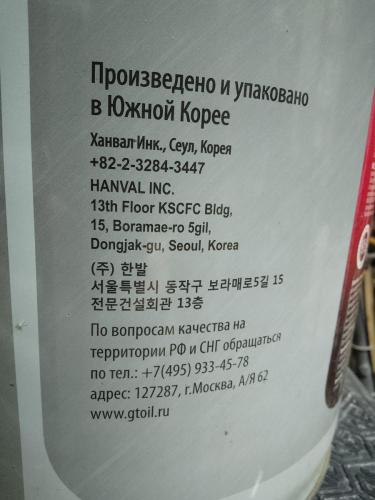 Произведено и упаковано
в Южной Корее
Ханвал Инк., Сеул, Корея
+82-2-3284-3447
HANVAL INC.
13th Floor KSCFC Bldg,
15, Boramae-ro 5gil,
Dongjak-gu, Seoul, Korea
(주) 한발
서울특별시 동작구 보라매로5길 15
전문건설회관 13층
По вопросам качества на
территории РФ и СНГ обращаться
по тел.: +7(495) 933-45-78
адрес: 127287, г.Москва, А/Я 62
www.gtoil.ru